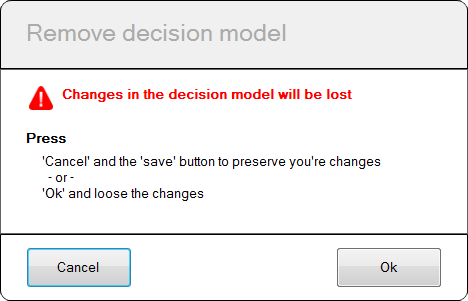 Remove decision model
Changes in the decision model will be lost
Press
'Cancel' and the 'save' button to preserve you're changes
- or -
'Ok' and loose the changes
Cancel
Ok